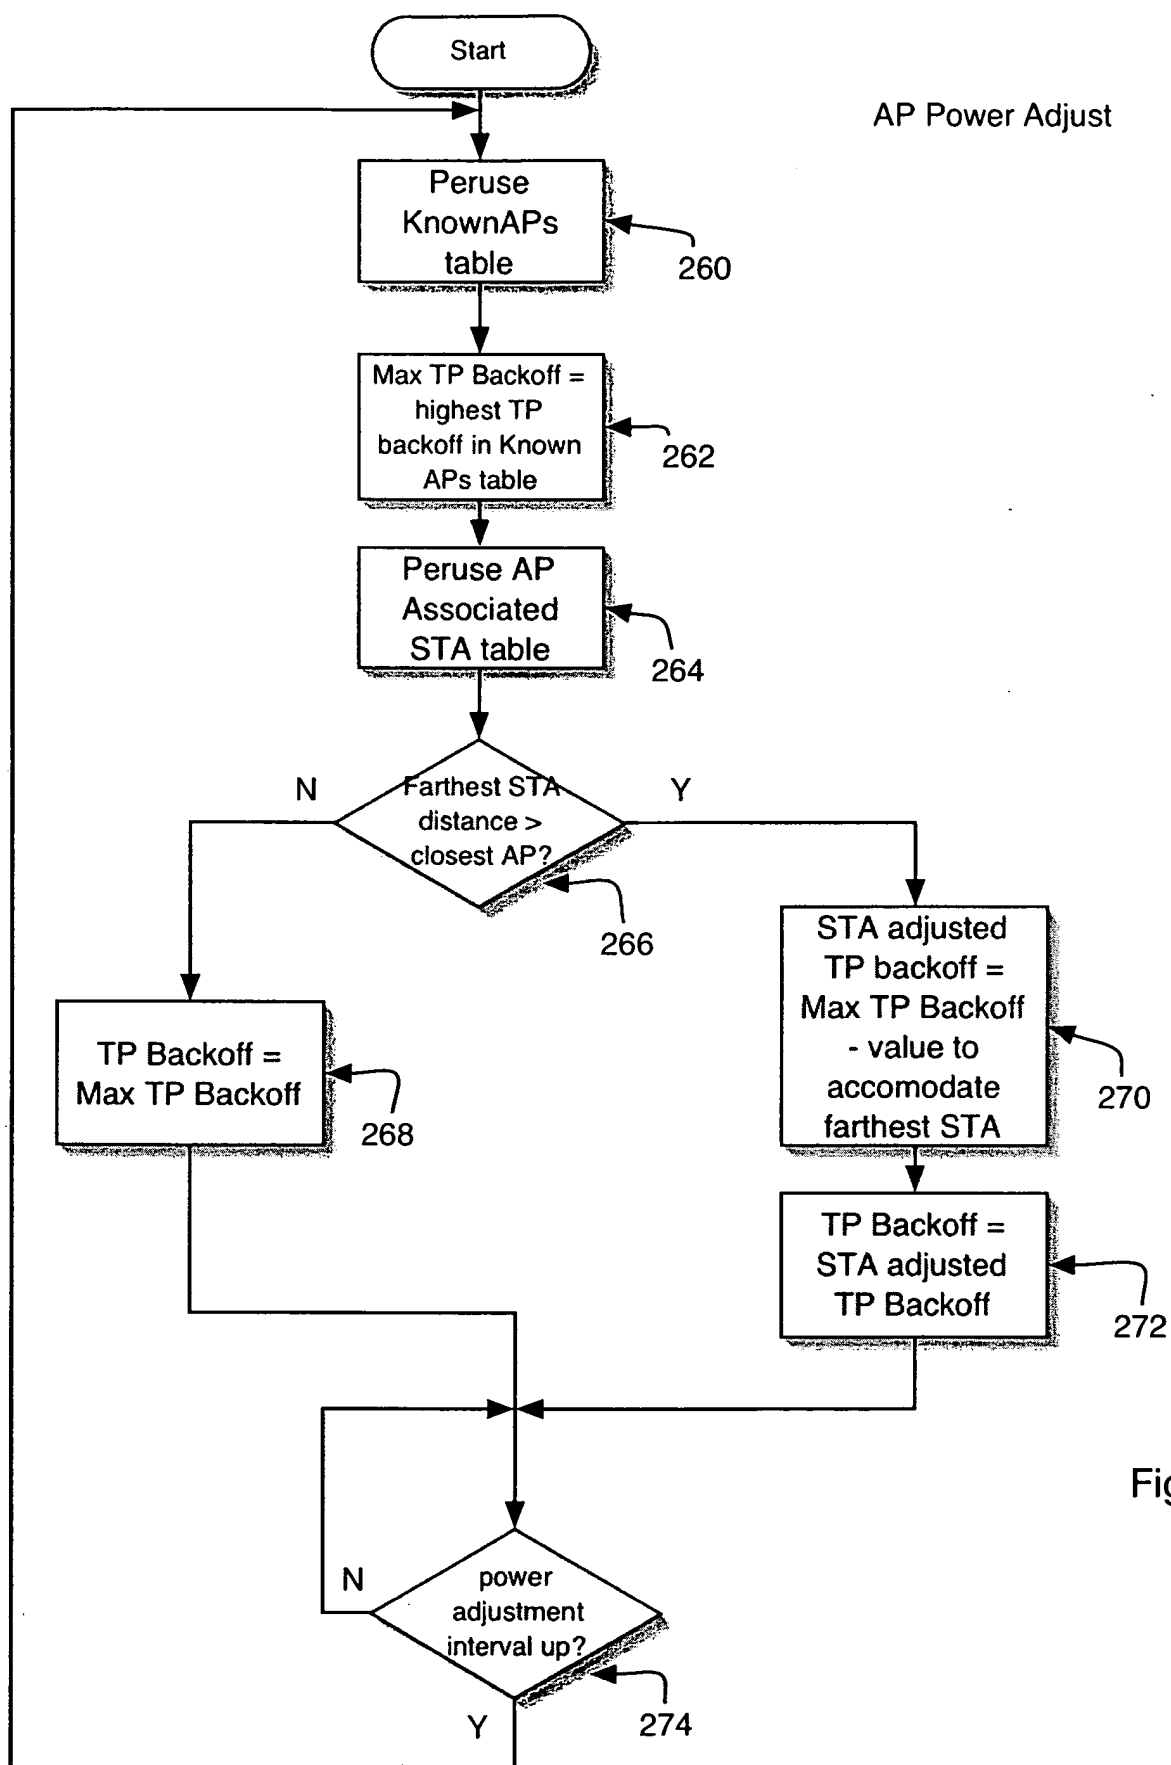 Start
AP Power Adjust
Peruse
KnownAPs
table
260
Max TP Backoff =
highest TP
backoff in Known
APs table
262
Peruse AP
Associated
STA table
264
N
Farthest STA
distance >
closest AP?
Y
266
STA adjusted
TP backoff =
Max TP Backoff
- value to
accomodate
farthest STA
270
TP Backoff =
Max TP Backoff
268
TP Backoff =
STA adjusted
TP Backoff
272
N
power
adjustment
interval up?
274
Y